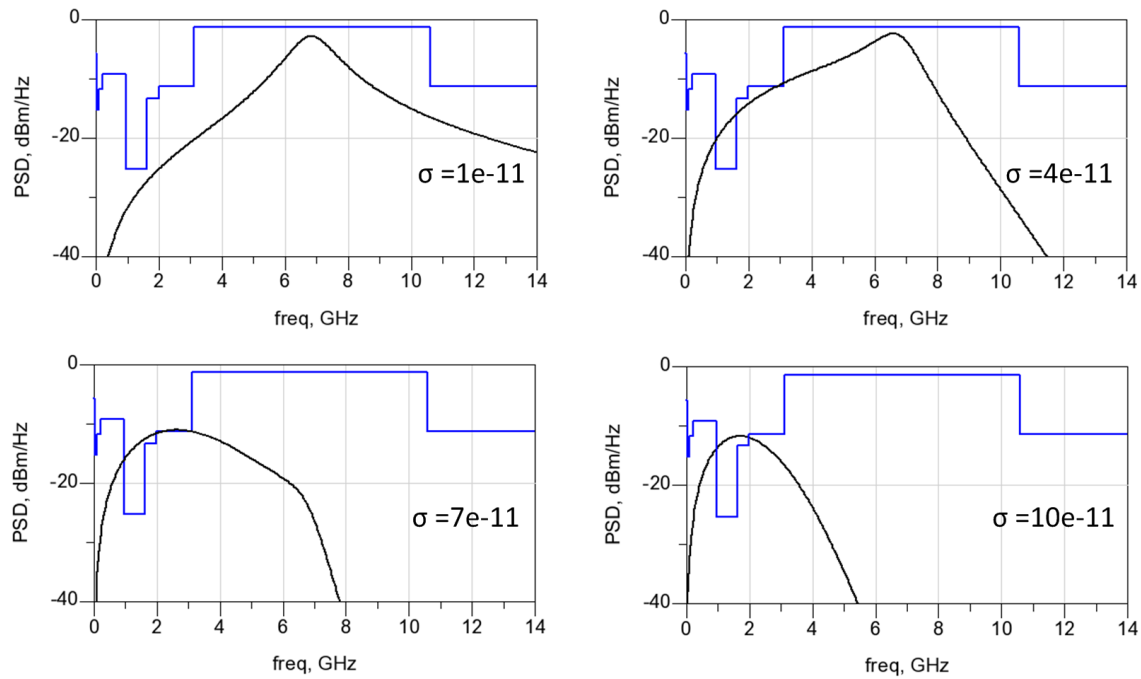 0
-20
-40
PSD, dBm/Hz
σ =1e-11
0 2 4 6 8 10 12 14
freq, GHz
0
-20
-40
PSD, dBm/Hz
σ =4e-11
0 2 4 6 8 10 12 14
freq, GHz
0
-20
-40
PSD, dBm/Hz
σ =7e-11
0 2 4 6 8 10 12 14
freq, GHz
0
-20
-40
PSD, dBm/Hz
σ =10e-11
0 2 4 6 8 10 12 14
freq, GHz